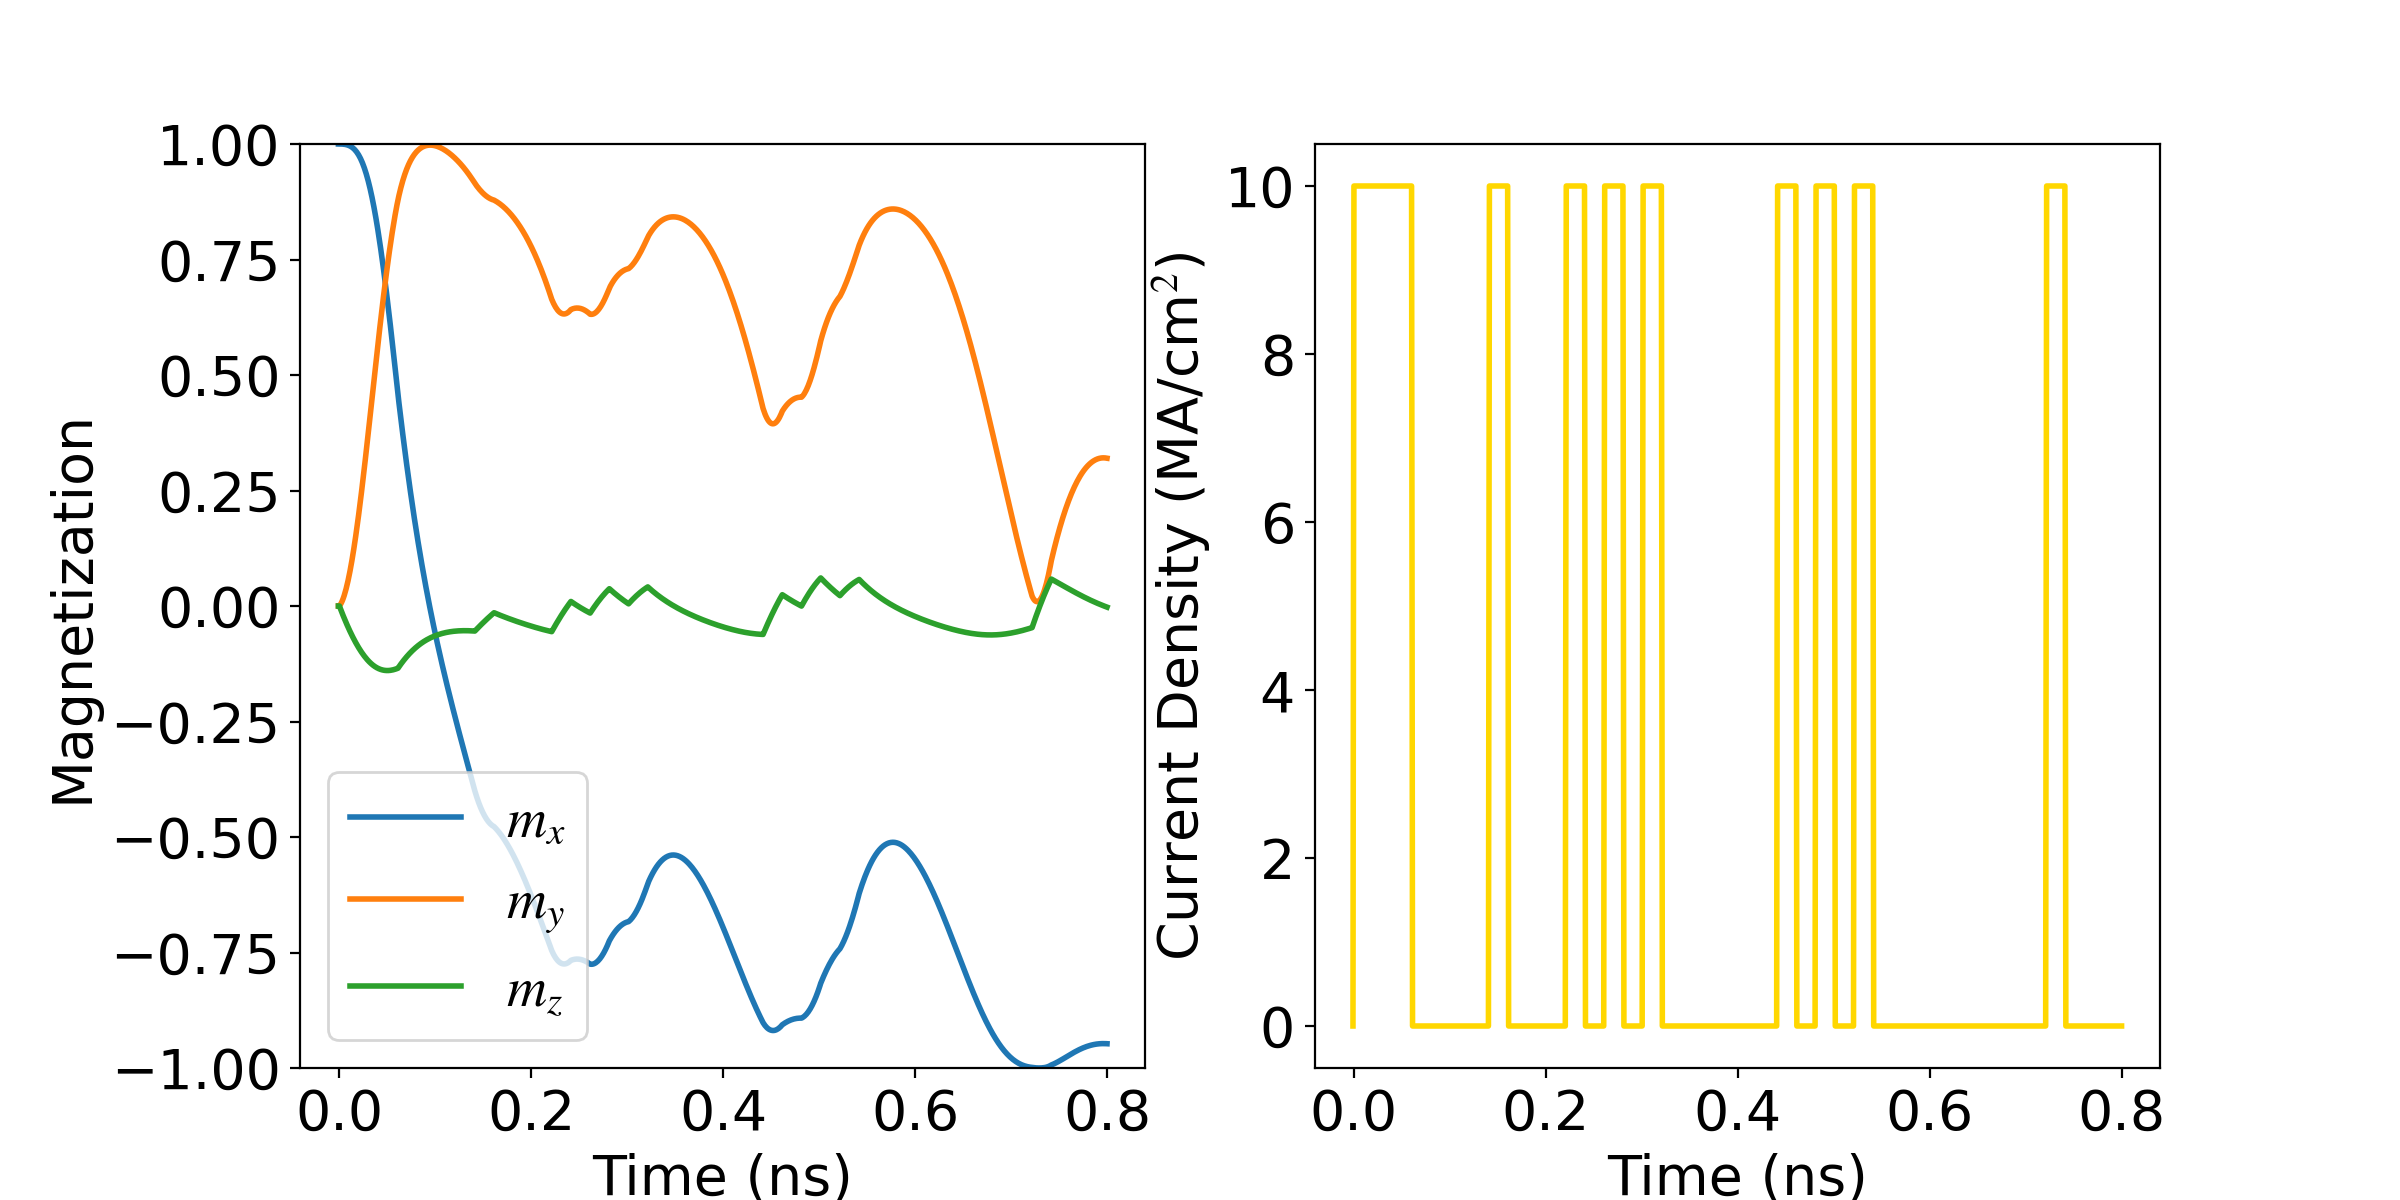 1.00
0.75
0.50
0.25
0.00
−0.25
−0.50
−0.75
−1.00
Magnetization
m_x
m_y
m_z
0.0 0.2 0.4 0.6 0.8
Time (ns)
10
8
6
4
2
0
Current Density (MA/cm²)
0.0 0.2 0.4 0.6 0.8
Time (ns)